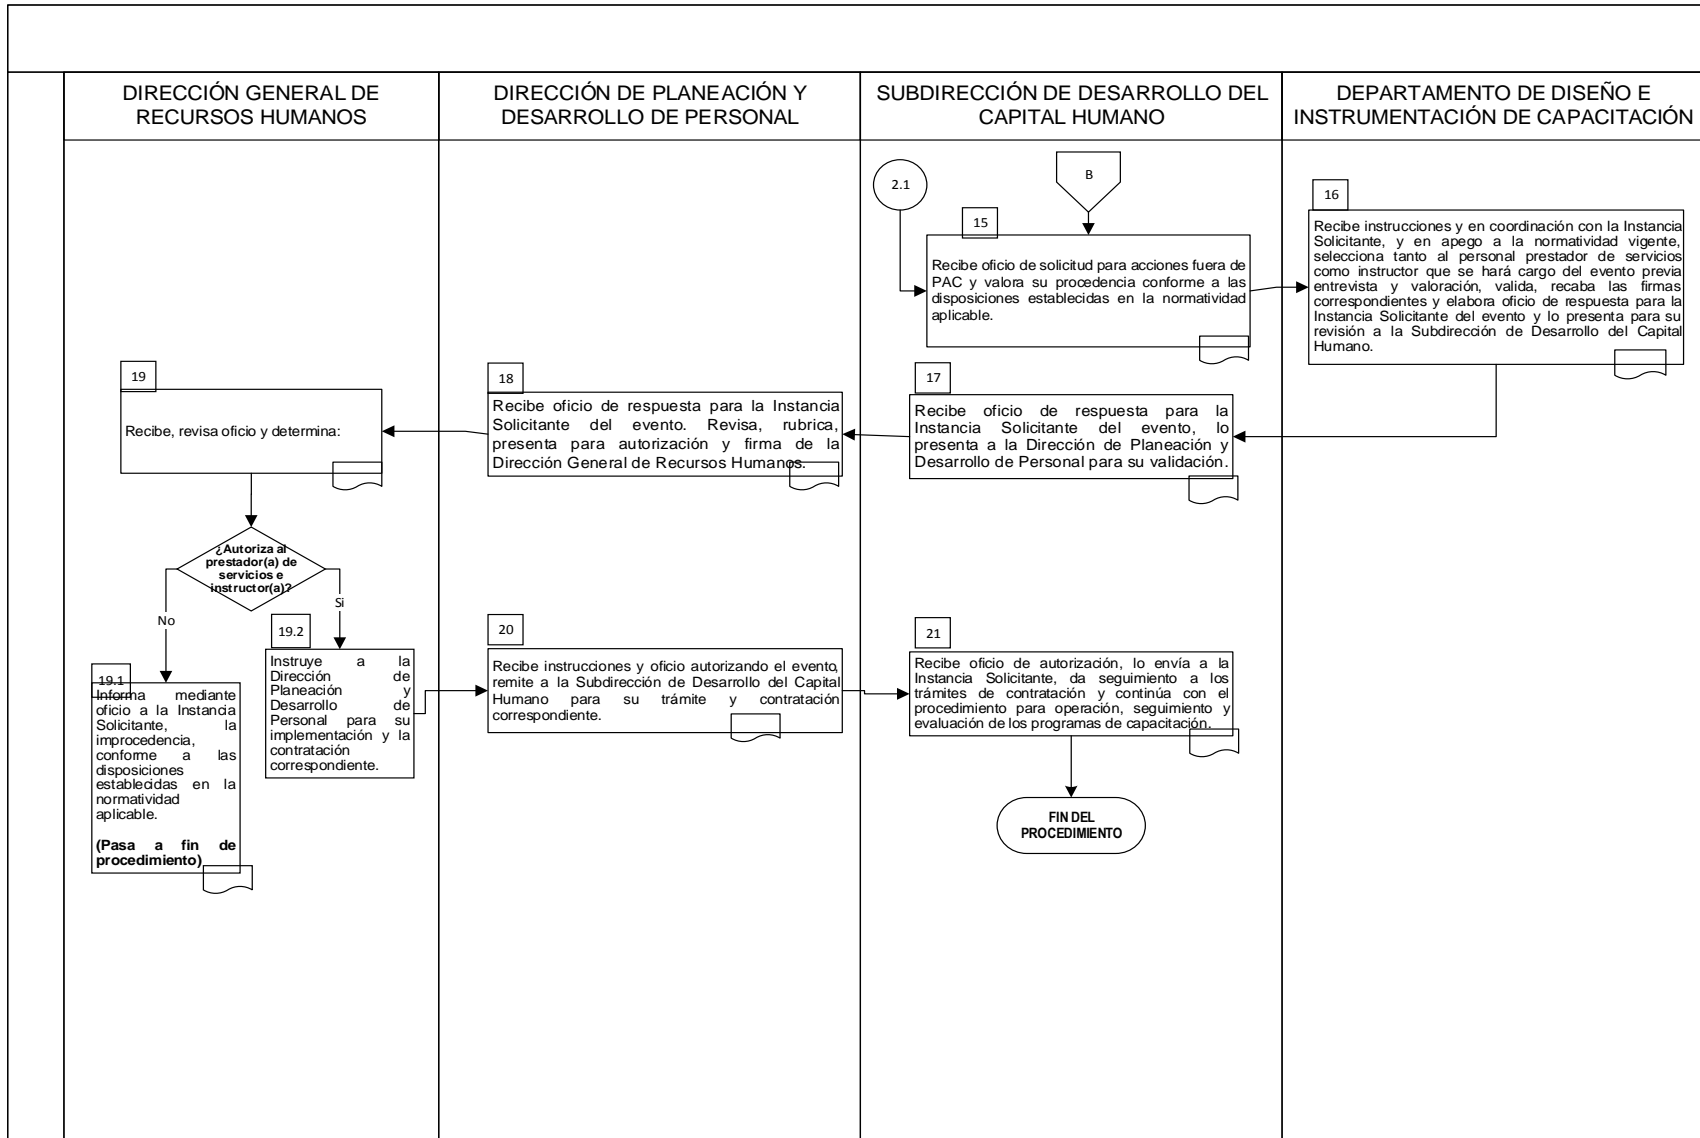 DIRECCIÓN GENERAL DE
RECURSOS HUMANOS
DIRECCIÓN DE PLANEACIÓN Y
DESARROLLO DE PERSONAL
SUBDIRECCIÓN DE DESARROLLO DEL
CAPITAL HUMANO
DEPARTAMENTO DE DISEÑO E
INSTRUMENTACIÓN DE CAPACITACIÓN
2.1
B
15
Recibe oficio de solicitud para acciones fuera de
PAC y valora su procedencia conforme a las
disposiciones establecidas en la normatividad
aplicable.
16
Recibe instrucciones y en coordinación con la Instancia
Solicitante, y en apego a la normatividad vigente,
selecciona tanto al personal prestador de servicios
como instructor que se hará cargo del evento previa
entrevista y valoración, valida, recaba las firmas
correspondientes y elabora oficio de respuesta para la
Instancia Solicitante del evento y lo presenta para su
revisión a la Subdirección de Desarrollo del Capital
Humano.
17
Recibe oficio de respuesta para la
Instancia Solicitante del evento, lo
presenta a la Dirección de Planeación y
Desarrollo de Personal para su validación.
18
Recibe oficio de respuesta para la Instancia
Solicitante del evento. Revisa, rubrica,
presenta para autorización y firma de la
Dirección General de Recursos Humanos.
19
Recibe, revisa oficio y determina:
¿Autoriza al
prestador(a) de
servicios e
instructor(a)?
No
Si
19.1
Informa mediante
oficio a la Instancia
Solicitante, la
improcedencia,
conforme a las
disposiciones
establecidas en la
normatividad
aplicable.
(Pasa a fin de
procedimiento)
19.2
Instruye a la
Dirección de
Planeación y
Desarrollo de
Personal para su
implementación y la
contratación
correspondiente.
20
Recibe instrucciones y oficio autorizando el evento,
remite a la Subdirección de Desarrollo del Capital
Humano para su trámite y contratación
correspondiente.
21
Recibe oficio de autorización, lo envía a la
Instancia Solicitante, da seguimiento a los
trámites de contratación y continúa con el
procedimiento para operación, seguimiento y
evaluación de los programas de capacitación.
FIN DEL
PROCEDIMIENTO